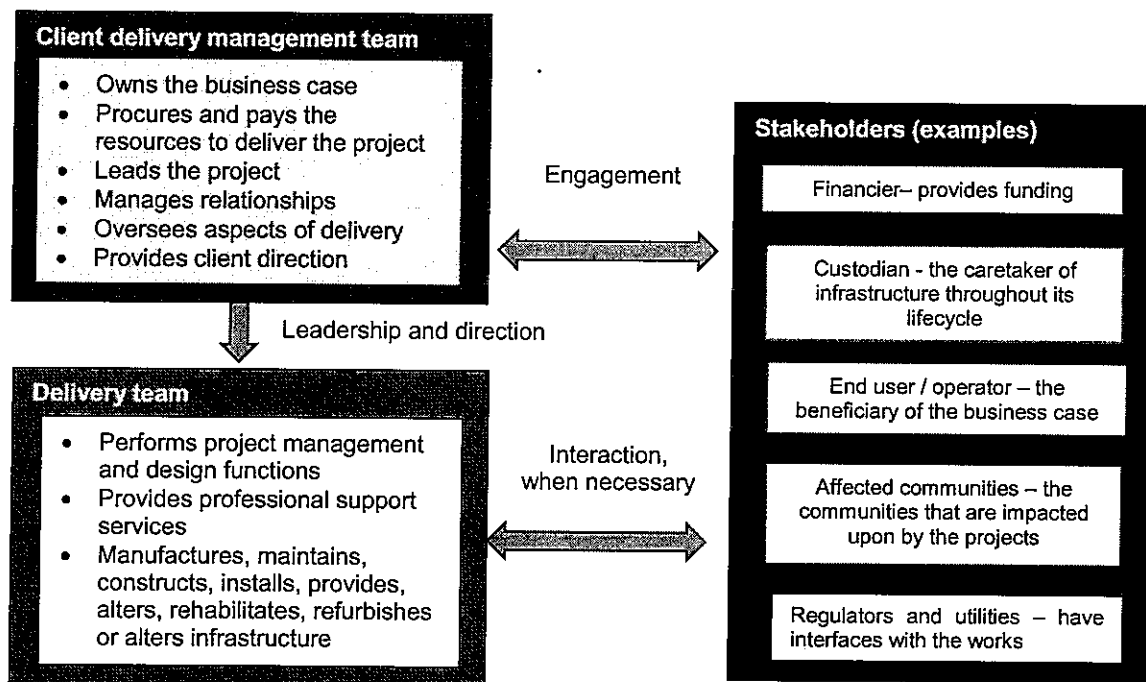 Client delivery management team
• Owns the business case
• Procures and pays the
resources to deliver the project
• Leads the project
• Manages relationships
• Oversees aspects of delivery
• Provides client direction
Engagement
Leadership and direction
Delivery team
• Performs project management
and design functions
• Provides professional support
services
• Manufactures, maintains,
constructs, installs, provides,
alters, rehabilitates, refurbishes
or alters infrastructure
Interaction,
when necessary
Stakeholders (examples)
Financier– provides funding
Custodian - the caretaker of
infrastructure throughout its
lifecycle
End user / operator – the
beneficiary of the business case
Affected communities – the
communities that are impacted
upon by the projects
Regulators and utilities – have
interfaces with the works